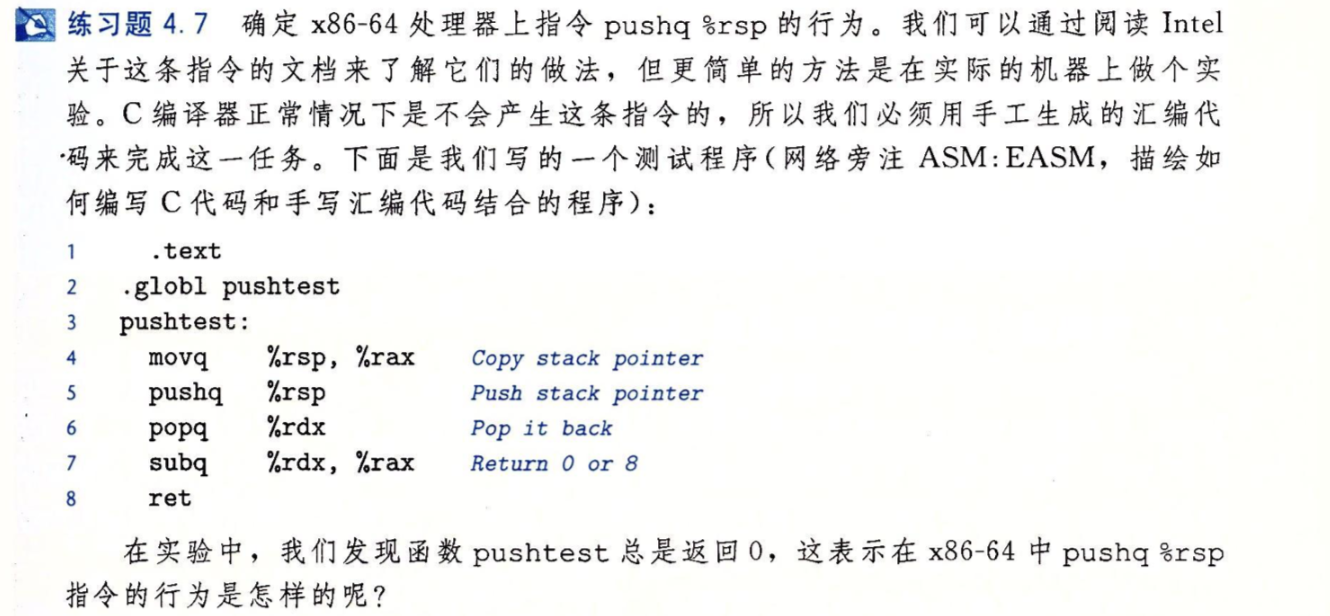 练习题 4.7 确定 x86-64 处理器上指令 pushq %rsp 的行为。我们可以通过阅读 Intel
关于这条指令的文档来了解它们的做法，但更简单的方法是在实际的机器上做个实
验。C 编译器正常情况下是不会产生这条指令的，所以我们必须用手工生成的汇编代
码来完成这一任务。下面是我们写的一个测试程序(网络旁注 ASM:EASM，描绘如
何编写 C 代码和手写汇编代码结合的程序)：
1 .text
2 .globl pushtest
3 pushtest:
4 movq %rsp, %rax Copy stack pointer
5 pushq %rsp Push stack pointer
6 popq %rdx Pop it back
7 subq %rdx, %rax Return 0 or 8
8 ret
在实验中，我们发现函数 pushtest 总是返回 0，这表示在 x86-64 中 pushq %rsp
指令的行为是怎样的呢?